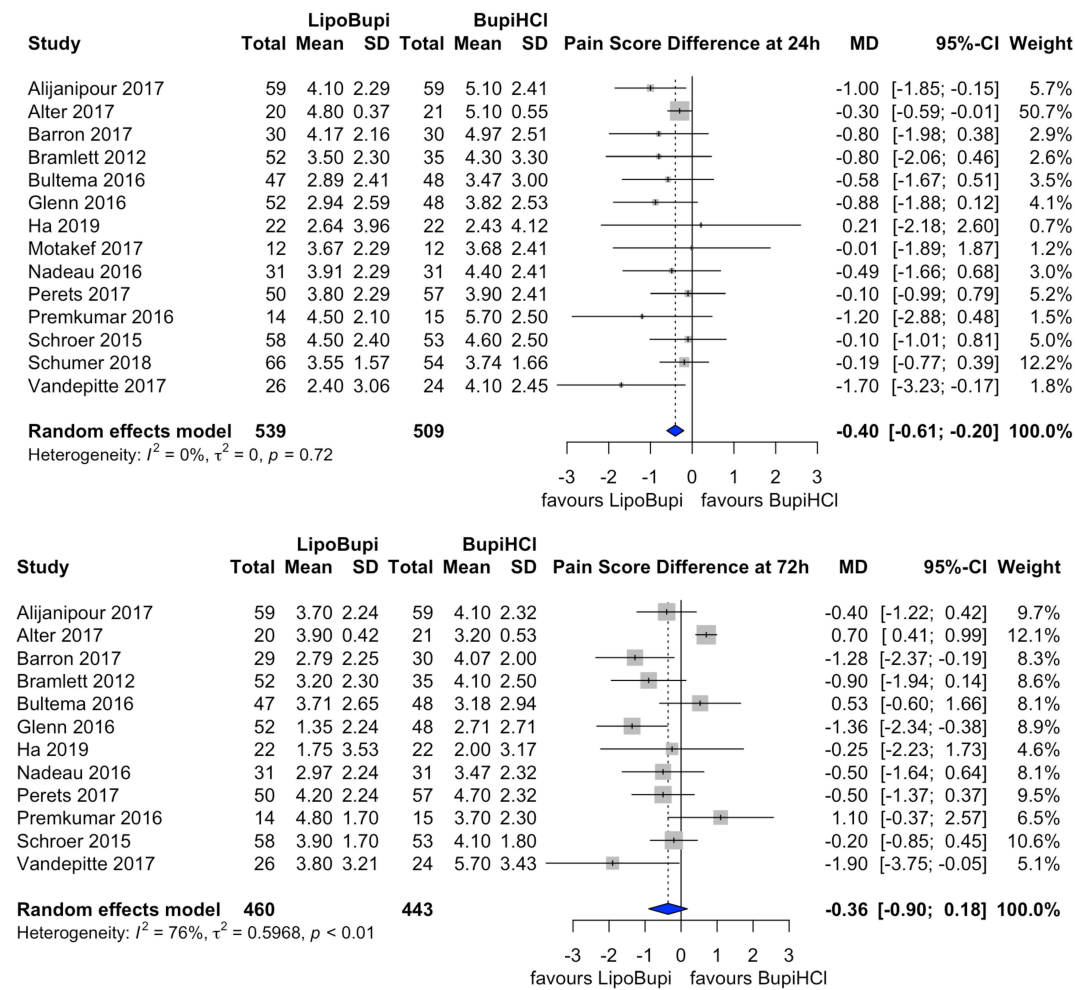 LipoBupi BupiHCl
Study Total Mean SD Total Mean SD Pain Score Difference at 24h MD 95%-CI Weight
Alijanipour 2017 59 4.10 2.29 59 5.10 2.41 -1.00 [-1.85; -0.15] 5.7%
Alter 2017 20 4.80 0.37 21 5.10 0.55 -0.30 [-0.59; -0.01] 50.7%
Barron 2017 30 4.17 2.16 30 4.97 2.51 -0.80 [-1.98; 0.38] 2.9%
Bramlett 2012 52 3.50 2.30 35 4.30 3.30 -0.80 [-2.06; 0.46] 2.6%
Bultema 2016 47 2.89 2.41 48 3.47 3.00 -0.58 [-1.67; 0.51] 3.5%
Glenn 2016 52 2.94 2.59 48 3.82 2.53 -0.88 [-1.88; 0.12] 4.1%
Ha 2019 22 2.64 3.96 22 2.43 4.12 0.21 [-2.18; 2.60] 0.7%
Motakef 2017 12 3.67 2.29 12 3.68 2.41 -0.01 [-1.89; 1.87] 1.2%
Nadeau 2016 31 3.91 2.29 31 4.40 2.41 -0.49 [-1.66; 0.68] 3.0%
Perets 2017 50 3.80 2.29 57 3.90 2.41 -0.10 [-0.99; 0.79] 5.2%
Premkumar 2016 14 4.50 2.10 15 5.70 2.50 -1.20 [-2.88; 0.48] 1.5%
Schroer 2015 58 4.50 2.40 53 4.60 2.50 -0.10 [-1.01; 0.81] 5.0%
Schumer 2018 66 3.55 1.57 54 3.74 1.66 -0.19 [-0.77; 0.39] 12.2%
Vandepitte 2017 26 2.40 3.06 24 4.10 2.45 -1.70 [-3.23; -0.17] 1.8%
Random effects model 539 509 -0.40 [-0.61; -0.20] 100.0%
Heterogeneity: I² = 0%, τ² = 0, p = 0.72
-3 -2 -1 0 1 2 3
favours LipoBupi favours BupiHCl
LipoBupi BupiHCl
Study Total Mean SD Total Mean SD Pain Score Difference at 72h MD 95%-CI Weight
Alijanipour 2017 59 3.70 2.24 59 4.10 2.32 -0.40 [-1.22; 0.42] 9.7%
Alter 2017 20 3.90 0.42 21 3.20 0.53 0.70 [ 0.41; 0.99] 12.1%
Barron 2017 29 2.79 2.25 30 4.07 2.00 -1.28 [-2.37; -0.19] 8.3%
Bramlett 2012 52 3.20 2.30 35 4.10 2.50 -0.90 [-1.94; 0.14] 8.6%
Bultema 2016 47 3.71 2.65 48 3.18 2.94 0.53 [-0.60; 1.66] 8.1%
Glenn 2016 52 1.35 2.24 48 2.71 2.71 -1.36 [-2.34; -0.38] 8.9%
Ha 2019 22 1.75 3.53 22 2.00 3.17 -0.25 [-2.23; 1.73] 4.6%
Nadeau 2016 31 2.97 2.24 31 3.47 2.32 -0.50 [-1.64; 0.64] 8.1%
Perets 2017 50 4.20 2.24 57 4.70 2.32 -0.50 [-1.37; 0.37] 9.5%
Premkumar 2016 14 4.80 1.70 15 3.70 2.30 1.10 [-0.37; 2.57] 6.5%
Schroer 2015 58 3.90 1.70 53 4.10 1.80 -0.20 [-0.85; 0.45] 10.6%
Vandepitte 2017 26 3.80 3.21 24 5.70 3.43 -1.90 [-3.75; -0.05] 5.1%
Random effects model 460 443 -0.36 [-0.90; 0.18] 100.0%
Heterogeneity: I² = 76%, τ² = 0.5968, p < 0.01
-3 -2 -1 0 1 2 3
favours LipoBupi favours BupiHCl